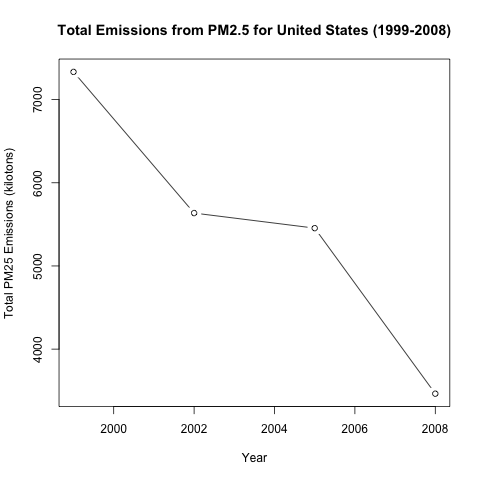 Total Emissions from PM2.5 for United States (1999-2008)
Total PM25 Emissions (kilotons)
7000
6000
5000
4000
2000 2002 2004 2006 2008
Year